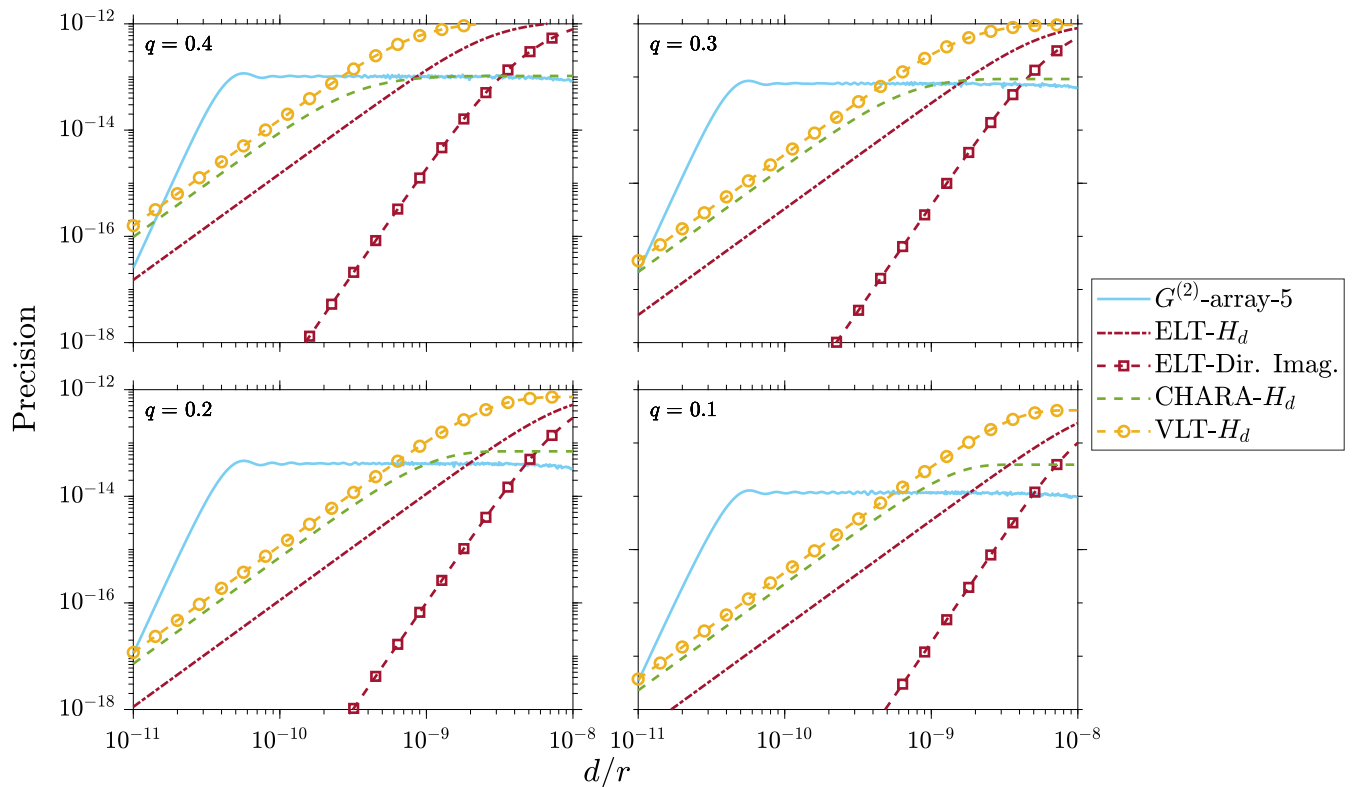 Precision
q = 0.4
10⁻¹²
10⁻¹⁴
10⁻¹⁶
10⁻¹⁸
q = 0.3
q = 0.2
10⁻¹²
10⁻¹⁴
10⁻¹⁶
10⁻¹⁸
10⁻¹¹ 10⁻¹⁰ 10⁻⁹ 10⁻⁸
q = 0.1
10⁻¹¹ 10⁻¹⁰ 10⁻⁹ 10⁻⁸
d/r
G⁽²⁾-array-5
ELT-H_d
ELT-Dir. Imag.
CHARA-H_d
VLT-H_d